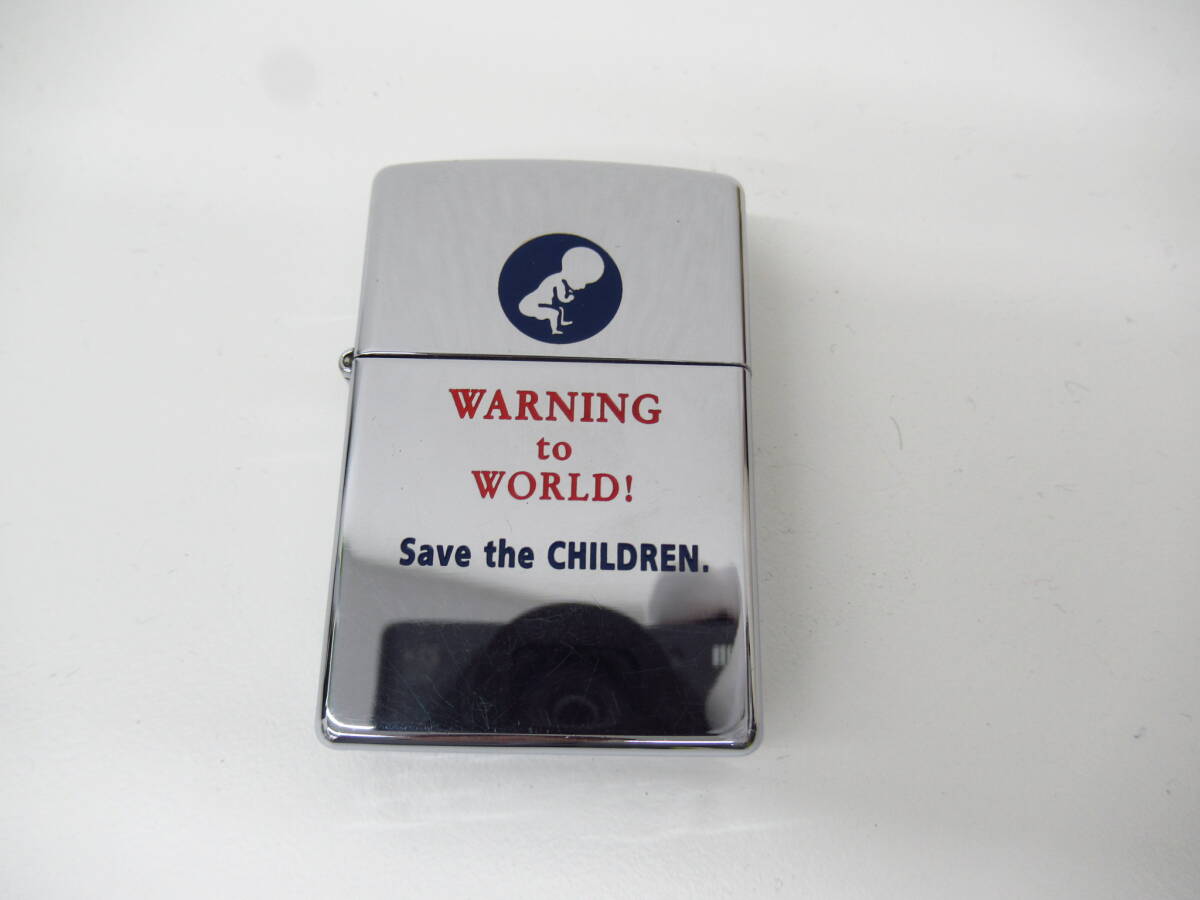 WARNING
to
WORLD!
Save the CHILDREN.